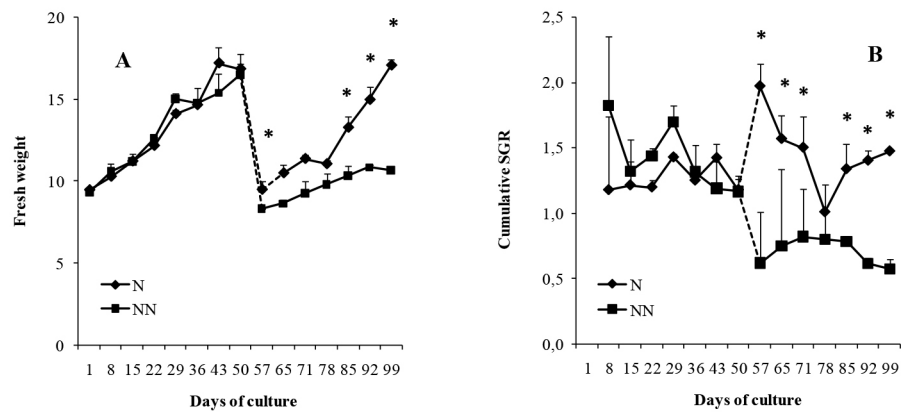 20
15
10
5
0
Fresh weight
A
*
*
*
*
N
NN
1 8 15 22 29 36 43 50 57 65 71 78 85 92 99
Days of culture
2,5
2,0
1,5
1,0
0,5
0,0
Cumulative SGR
B
*
*
*
*
*
*
N
NN
1 8 15 22 29 36 43 50 57 65 71 78 85 92 99
Days of culture